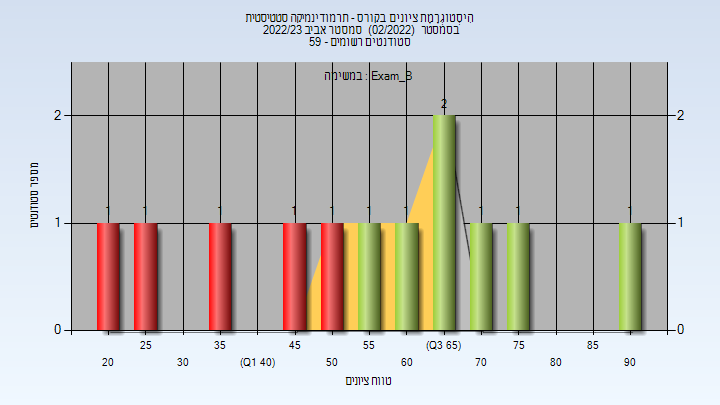 הִיסְטוֹגְרַמַת ציונים בקורס - תרמודינמיקה סטטיסטית
בסמסטר (02/2022) סמסטר אביב 2022/23
סטודנטים רשומים - 59
במשימה : Exam_B
מספר סטודנטים
2 2
1 1
0 0
1 1 1 1 1 1 1 2 1 1 1
25 35 45 55 (Q3 65) 75 85
20 30 (Q1 40) 50 60 70 80 90
טווח ציונים